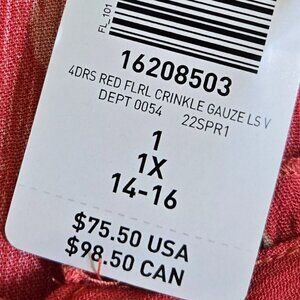 FL_101
16208503
4DRS RED FLRL CRINKLE GAUZE LS V
DEPT 0054 22SPR1
1
1X
14-16
$75.50 USA
$98.50 CAN